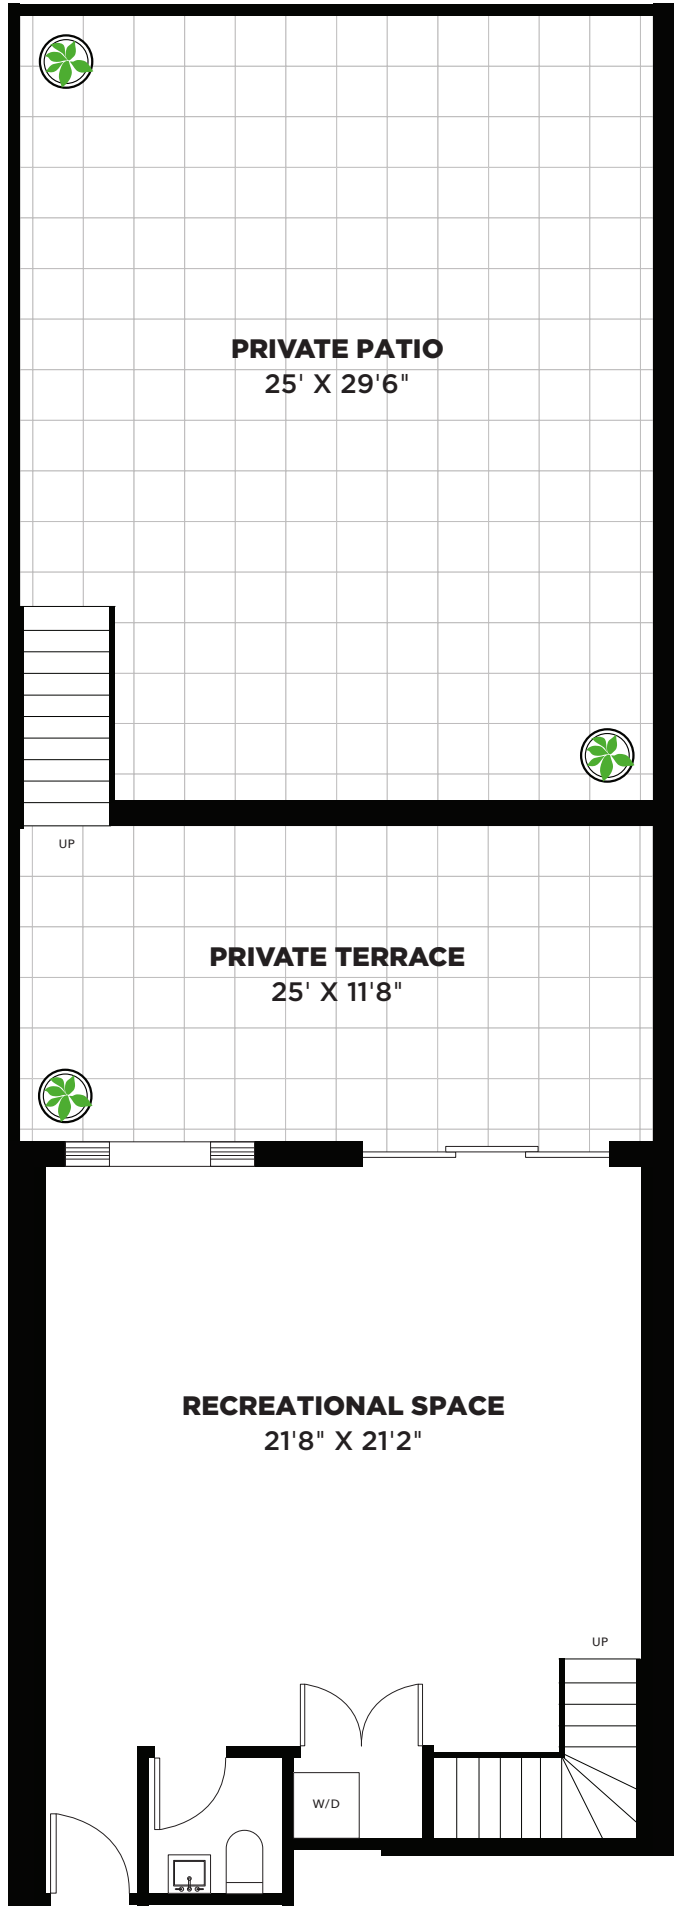 PRIVATE PATIO
25' X 29'6"
UP
PRIVATE TERRACE
25' X 11'8"
RECREATIONAL SPACE
21'8" X 21'2"
UP
W/D